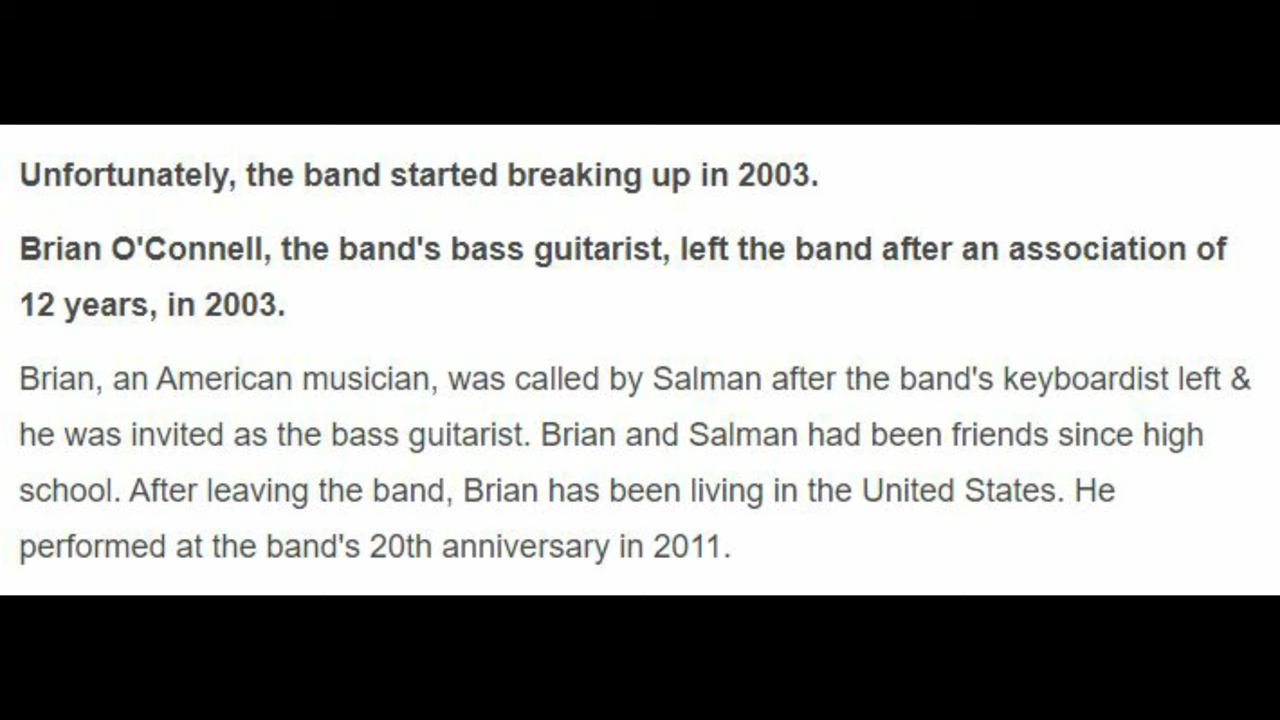 Unfortunately, the band started breaking up in 2003.
Brian O'Connell, the band's bass guitarist, left the band after an association of
12 years, in 2003.
Brian, an American musician, was called by Salman after the band's keyboardist left &
he was invited as the bass guitarist. Brian and Salman had been friends since high
school. After leaving the band, Brian has been living in the United States. He
performed at the band's 20th anniversary in 2011.